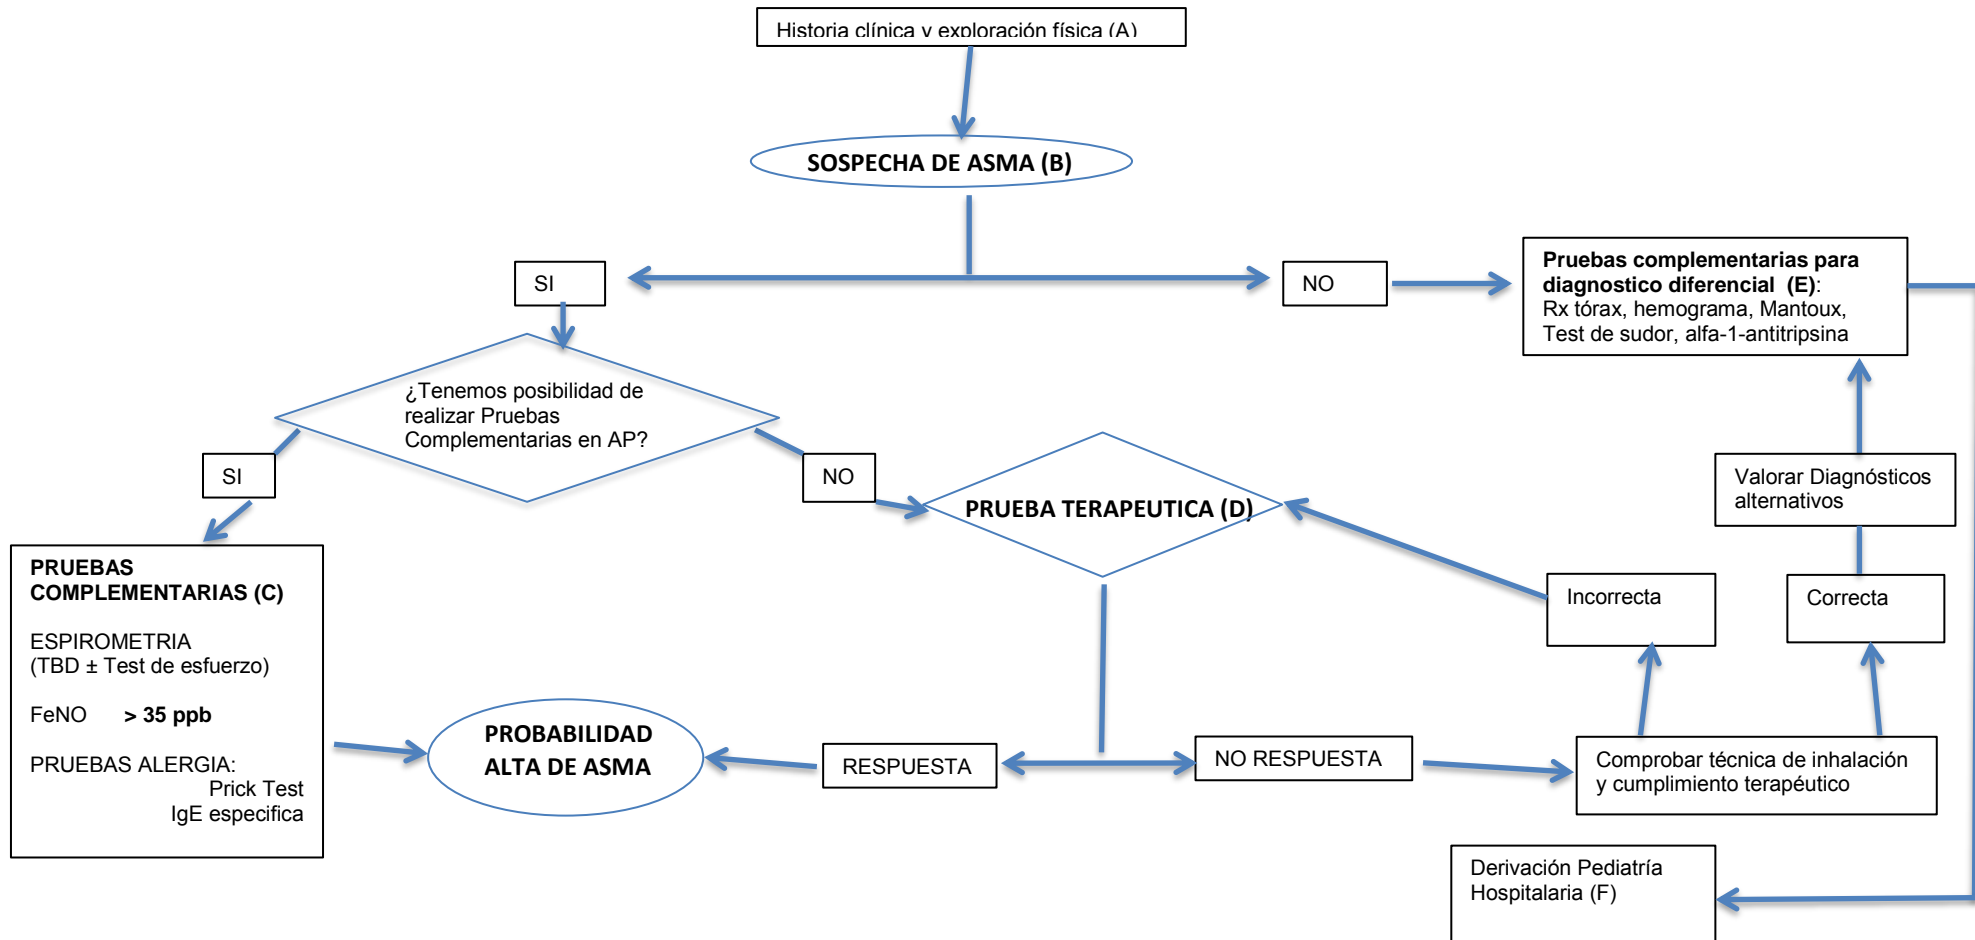 Historia clínica y exploración física (A)
SOSPECHA DE ASMA (B)
SI
NO
Pruebas complementarias para
diagnostico diferencial (E):
Rx tórax, hemograma, Mantoux,
Test de sudor, alfa-1-antitripsina
¿Tenemos posibilidad de
realizar Pruebas
Complementarias en AP?
SI
NO
PRUEBA TERAPEUTICA (D)
Valorar Diagnósticos
alternativos
PRUEBAS
COMPLEMENTARIAS (C)
ESPIROMETRIA
(TBD ± Test de esfuerzo)
FeNO > 35 ppb
PRUEBAS ALERGIA:
Prick Test
IgE especifica
Incorrecta
Correcta
PROBABILIDAD
ALTA DE ASMA
RESPUESTA
NO RESPUESTA
Comprobar técnica de inhalación
y cumplimiento terapéutico
Derivación Pediatría
Hospitalaria (F)